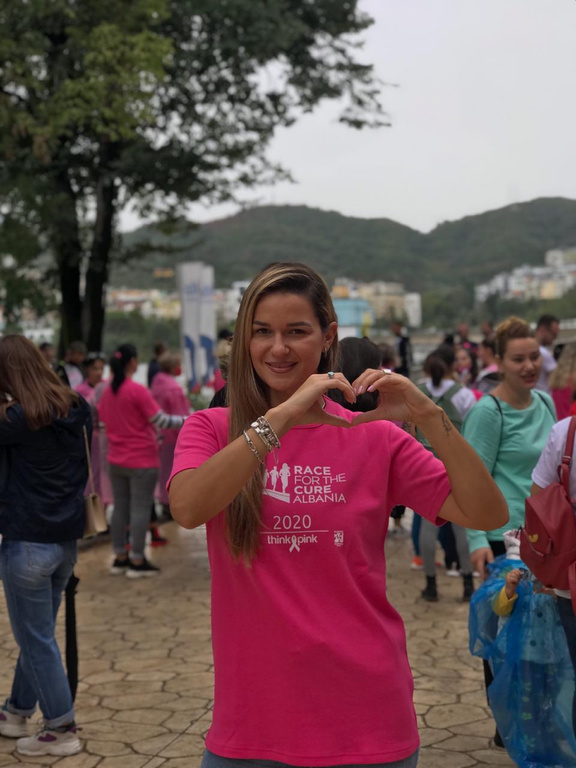 RACE
FOR THE
CURE
ALBANIA
2020
think pink